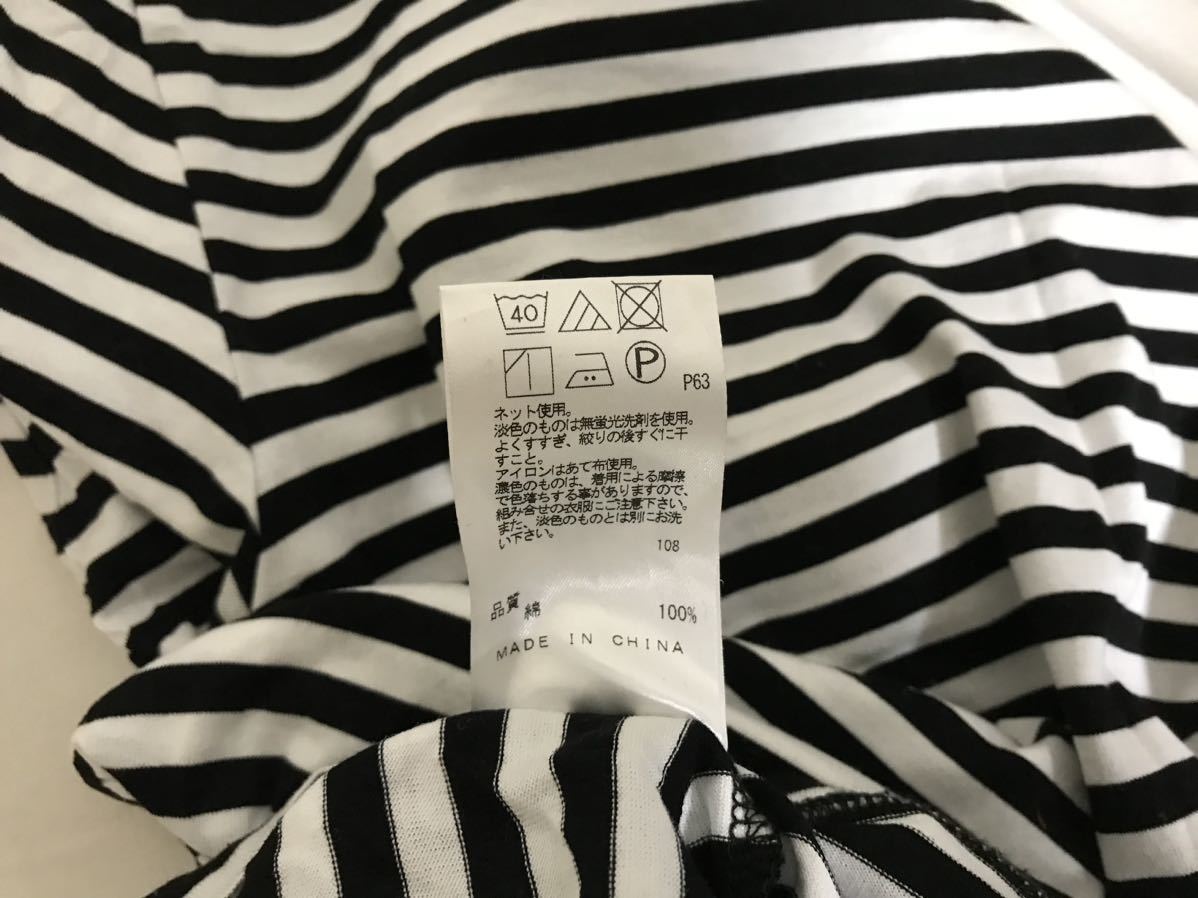 40
P P63
ネット使用。
淡色のものは無蛍光洗剤を使用。
よくすすぎ、絞りの後すぐに干
すこと。
アイロンはあて布使用。
濃色のものは、着用による摩擦
で色落ちする事がありますので、
組み合せの衣服にご注意下さい。
また、淡色のものとは別にお洗
い下さい。
108
品質 綿 100%
MADE IN CHINA